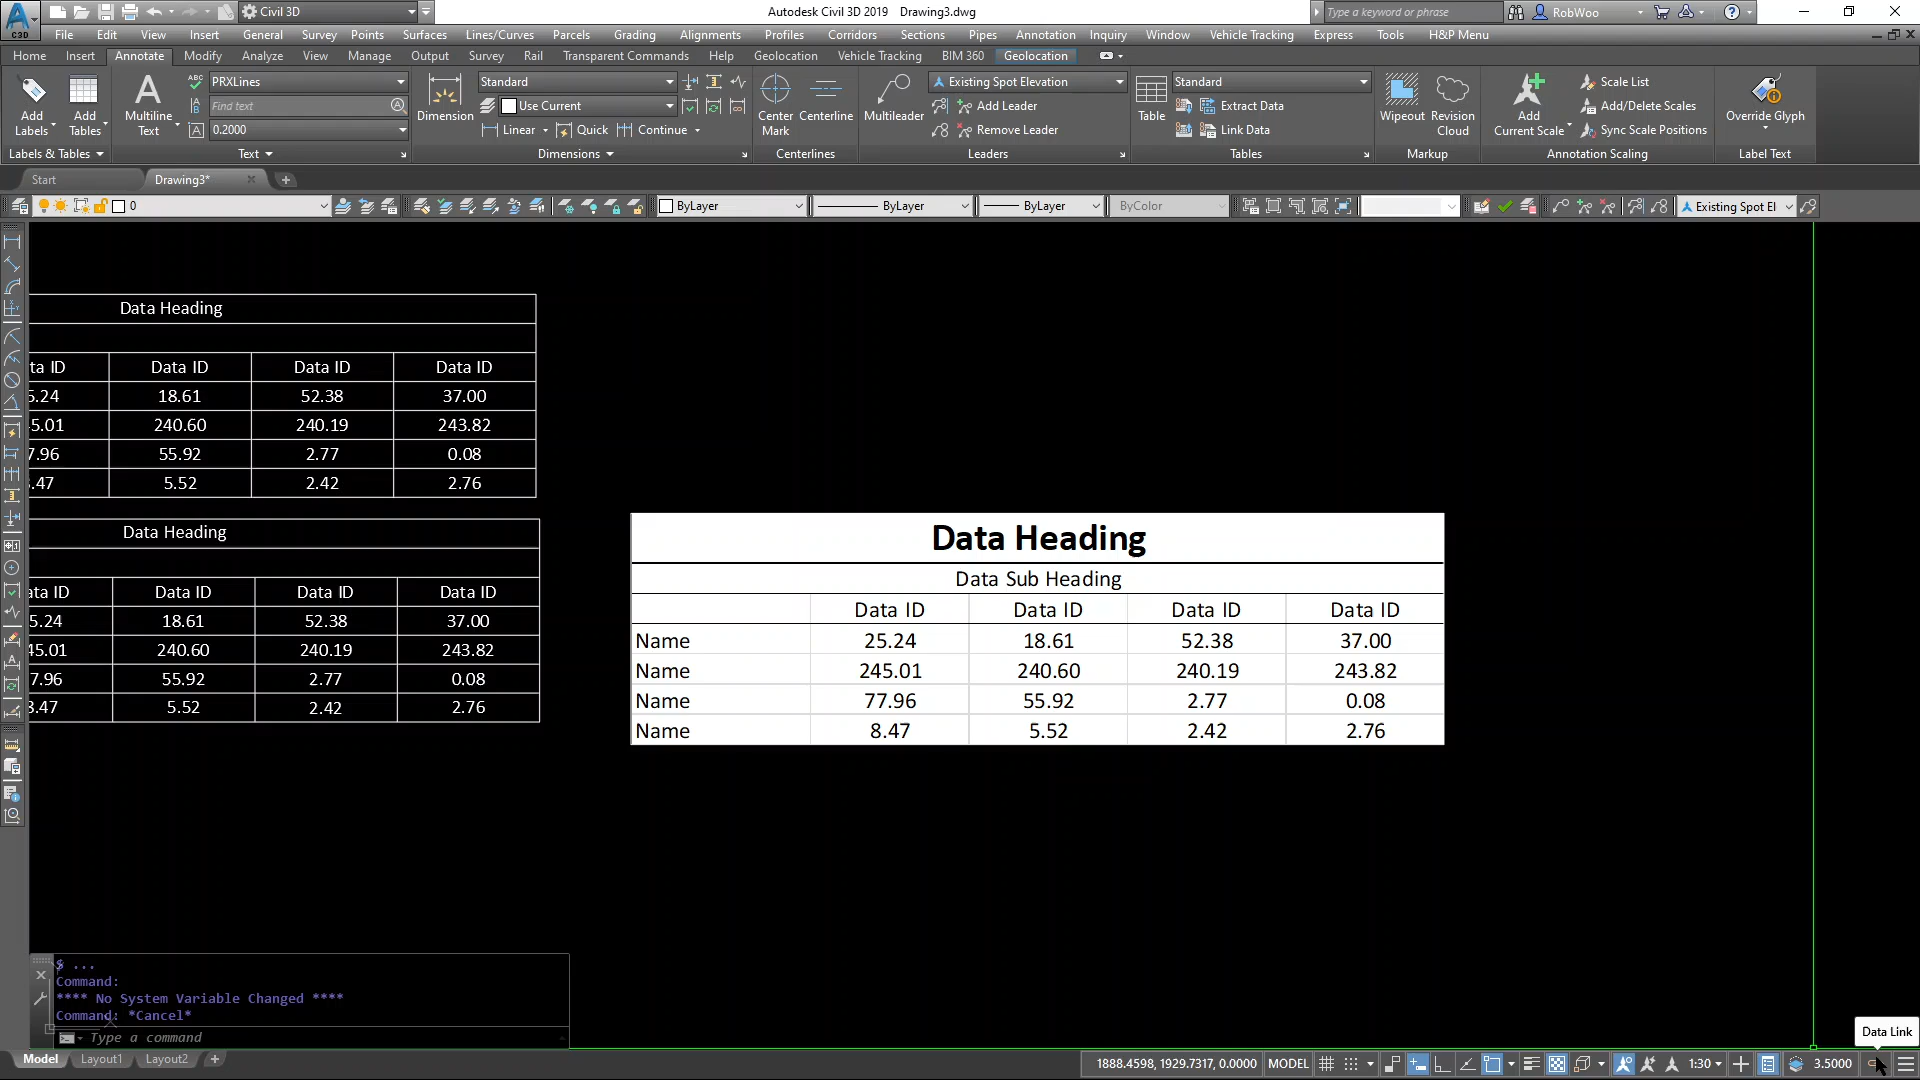 Civil 3D
Autodesk Civil 3D 2019 Drawing3.dwg
Type a keyword or phrase
RobWoo
C3D
File Edit View Insert General Survey Points Surfaces Lines/Curves Parcels Grading Alignments Profiles Corridors Sections Pipes Annotation Inquiry Window Vehicle Tracking Express Tools Help H&P Menu
Home Insert Annotate Modify Analyze View Manage Output Survey Rail Transparent Commands Help Geolocation Vehicle Tracking BIM 360 Geolocation
Add Labels
Add Tables
Labels & Tables
Multiline Text
PRXLines
Find text
0.2000
Text
Dimension
Standard
Use Current
Linear Quick Continue
Dimensions
Center Mark
Centerline
Centerlines
Multileader
Existing Spot Elevation
Add Leader
Remove Leader
Leaders
Table
Standard
Extract Data
Link Data
Tables
Wipeout
Revision Cloud
Markup
Add Current Scale
Scale List
Add/Delete Scales
Sync Scale Positions
Annotation Scaling
Override Glyph
Label Text
Start Drawing3*
0 ByLayer ByLayer ByLayer ByColor Existing Spot El
Data Heading
ta ID Data ID Data ID Data ID
5.24 18.61 52.38 37.00
5.01 240.60 240.19 243.82
7.96 55.92 2.77 0.08
.47 5.52 2.42 2.76
Data Heading
ata ID Data ID Data ID Data ID
5.24 18.61 52.38 37.00
45.01 240.60 240.19 243.82
7.96 55.92 2.77 0.08
3.47 5.52 2.42 2.76
Data Heading
Data Sub Heading
Data ID Data ID Data ID Data ID
Name 25.24 18.61 52.38 37.00
Name 245.01 240.60 240.19 243.82
Name 77.96 55.92 2.77 0.08
Name 8.47 5.52 2.42 2.76
$ ...
Command:
**** No System Variable Changed ****
Command: *Cancel*
Type a command
Data Link
Model Layout1 Layout2
1888.4598, 1929.7317, 0.0000 MODEL 1:30 3.5000